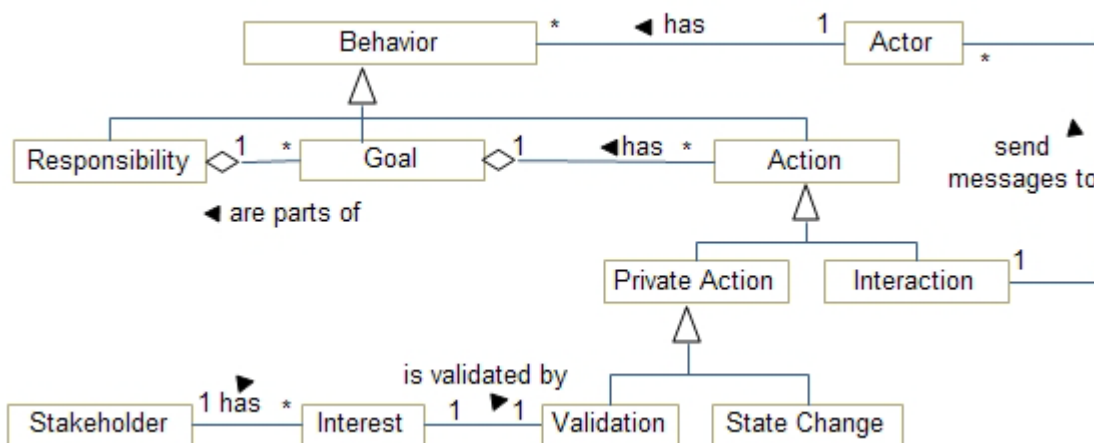 Behavior
* ◄ has 1
Actor
*
Responsibility
1 *
Goal
1 ◄has *
Action
send
messages to
◄ are parts of
Private Action
Interaction
1
is validated by
Stakeholder
1 has *
Interest
1 1
Validation
State Change